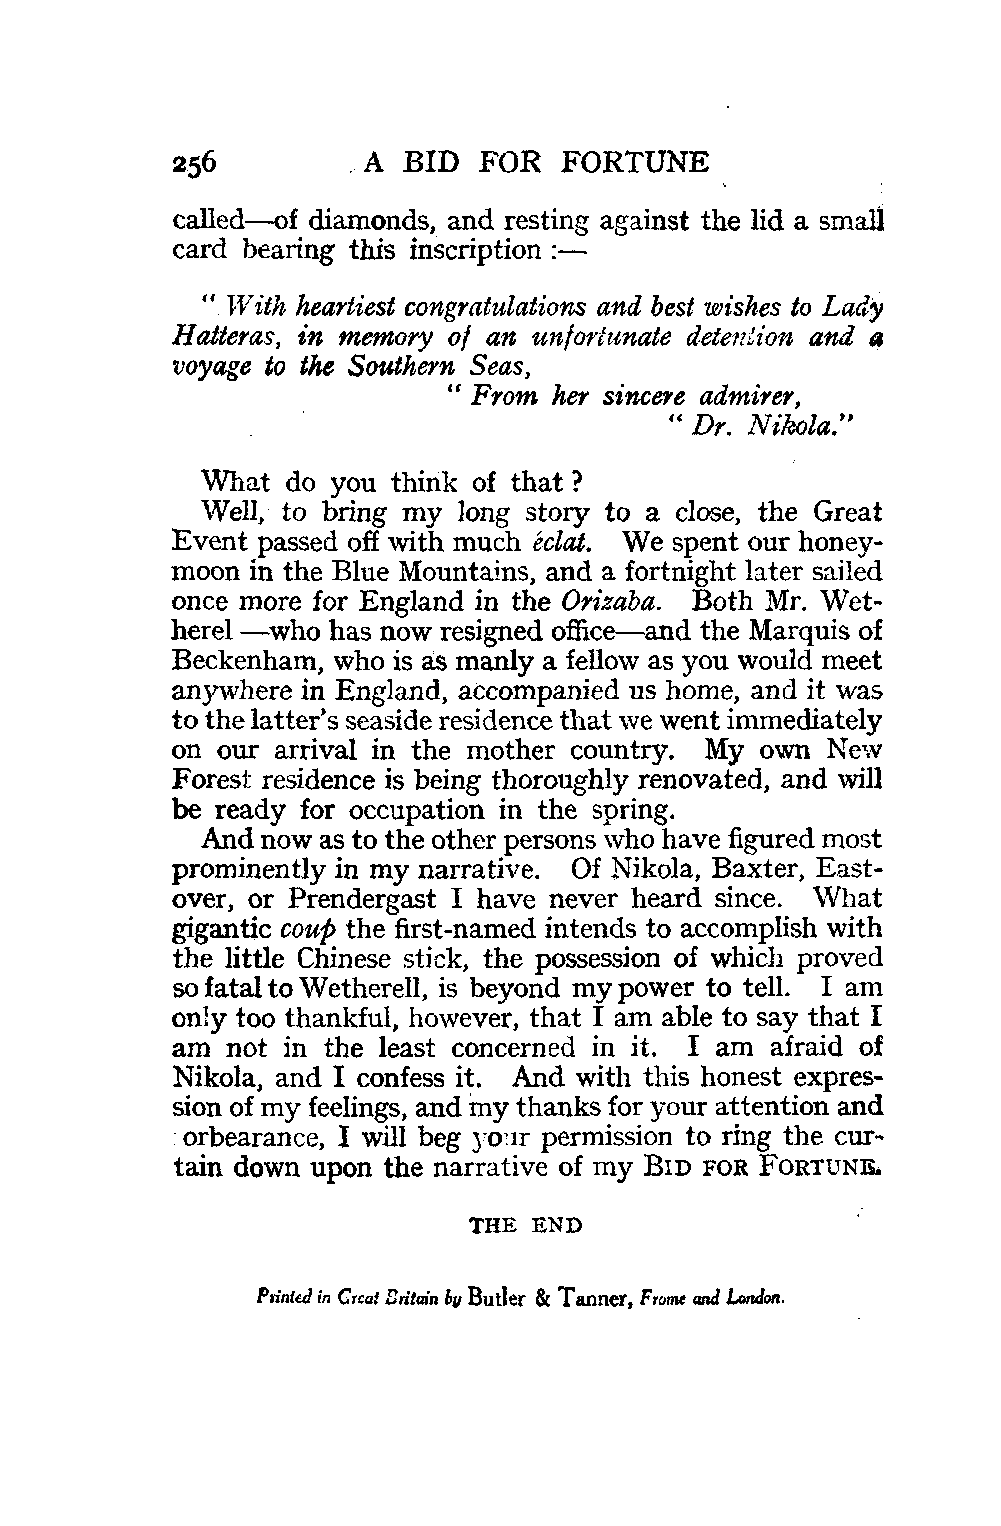 256 A BID FOR FORTUNE
called—of diamonds, and resting against the lid a small
card bearing this inscription :—
" With heartiest congratulations and best wishes to Lady
Hatteras, in memory of an unfortunate detention and a
voyage to the Southern Seas,
" From her sincere admirer,
" Dr. Nikola."
What do you think of that ?
Well, to bring my long story to a close, the Great
Event passed off with much éclat. We spent our honey-
moon in the Blue Mountains, and a fortnight later sailed
once more for England in the Orizaba. Both Mr. Wet-
herel —who has now resigned office—and the Marquis of
Beckenham, who is as manly a fellow as you would meet
anywhere in England, accompanied us home, and it was
to the latter's seaside residence that we went immediately
on our arrival in the mother country. My own New
Forest residence is being thoroughly renovated, and will
be ready for occupation in the spring.
And now as to the other persons who have figured most
prominently in my narrative. Of Nikola, Baxter, East-
over, or Prendergast I have never heard since. What
gigantic coup the first-named intends to accomplish with
the little Chinese stick, the possession of which proved
so fatal to Wetherell, is beyond my power to tell. I am
only too thankful, however, that I am able to say that I
am not in the least concerned in it. I am afraid of
Nikola, and I confess it. And with this honest expres-
sion of my feelings, and my thanks for your attention and
orbearance, I will beg your permission to ring the cur-
tain down upon the narrative of my BID FOR FORTUNE.
THE END
Printed in Great Britain by Butler & Tanner, Frome and London.